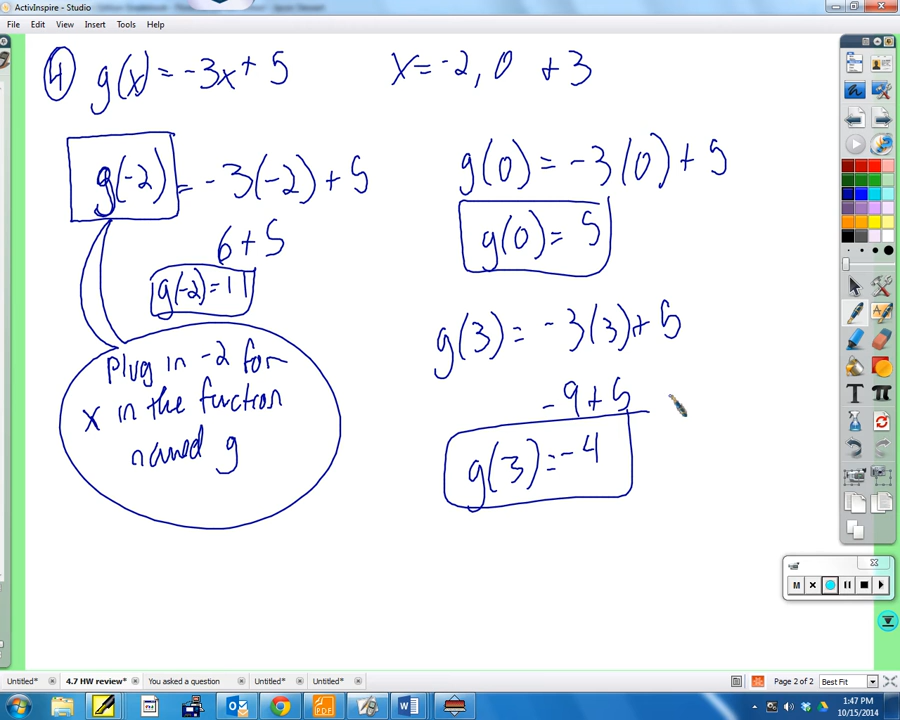 ActivInspire - Studio
File Edit View Insert Tools Help
4 g(x) = -3x + 5 x = -2, 0 + 3
g(-2) = -3(-2) + 5
6 + 5
g(-2) = 11
Plug in -2 for
x in the function
named g
g(0) = -3(0) + 5
g(0) = 5
g(3) = -3(3) + 5
-9 + 5
g(3) = -4
M
Untitled* 4.7 HW review* You asked a question Untitled* Untitled* Page 2 of 2 Best Fit
PDF W
1:47 PM
10/15/2014